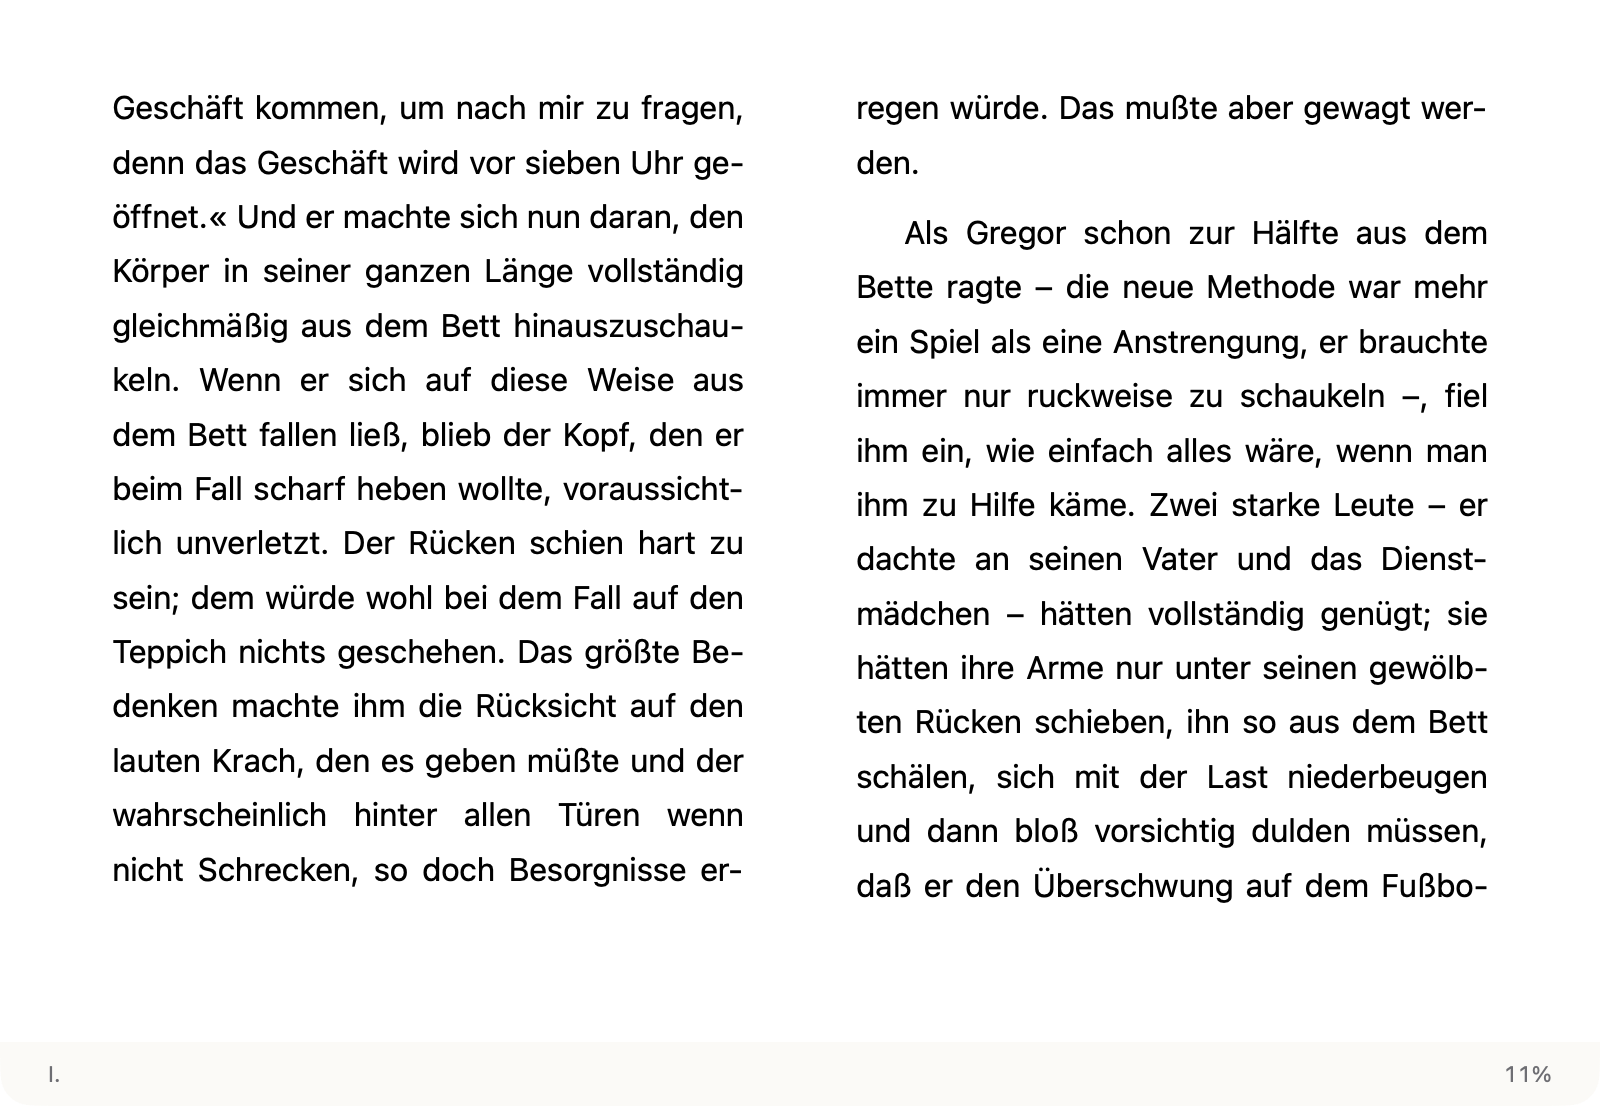 Geschäft kommen, um nach mir zu fragen,
denn das Geschäft wird vor sieben Uhr ge-
öffnet.« Und er machte sich nun daran, den
Körper in seiner ganzen Länge vollständig
gleichmäßig aus dem Bett hinauszuschau-
keln. Wenn er sich auf diese Weise aus
dem Bett fallen ließ, blieb der Kopf, den er
beim Fall scharf heben wollte, voraussicht-
lich unverletzt. Der Rücken schien hart zu
sein; dem würde wohl bei dem Fall auf den
Teppich nichts geschehen. Das größte Be-
denken machte ihm die Rücksicht auf den
lauten Krach, den es geben müßte und der
wahrscheinlich hinter allen Türen wenn
nicht Schrecken, so doch Besorgnisse er-
regen würde. Das mußte aber gewagt wer-
den.
Als Gregor schon zur Hälfte aus dem
Bette ragte – die neue Methode war mehr
ein Spiel als eine Anstrengung, er brauchte
immer nur ruckweise zu schaukeln –, fiel
ihm ein, wie einfach alles wäre, wenn man
ihm zu Hilfe käme. Zwei starke Leute – er
dachte an seinen Vater und das Dienst-
mädchen – hätten vollständig genügt; sie
hätten ihre Arme nur unter seinen gewölb-
ten Rücken schieben, ihn so aus dem Bett
schälen, sich mit der Last niederbeugen
und dann bloß vorsichtig dulden müssen,
daß er den Überschwung auf dem Fußbo-
I.
11%